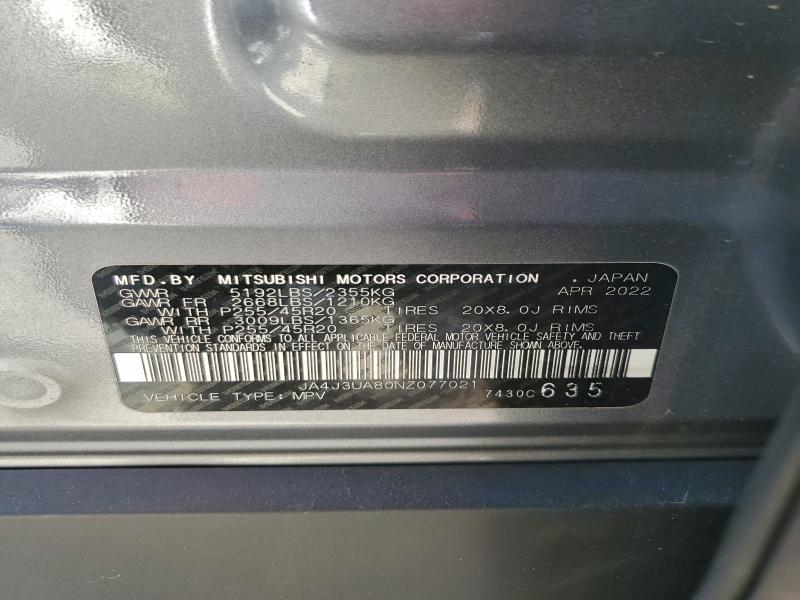 MFD.BY MITSUBISHI MOTORS CORPORATION . JAPAN
GVWR 5192LBS/2355KG APR 2022
GAWR FR 2668LBS/1210KG
WITH P255/45R20 TIRES 20X8.0J RIMS
GAWR RR 3009LBS/1365KG
WITH P255/45R20 TIRES 20X8.0J RIMS
THIS VEHICLE CONFORMS TO ALL APPLICABLE FEDERAL MOTOR VEHICLE SAFETY AND THEFT
PREVENTION STANDARDS IN EFFECT ON THE DATE OF MANUFACTURE SHOWN ABOVE.
JA4J3UA80NZ077021
VEHICLE TYPE: MPV 7430C 635